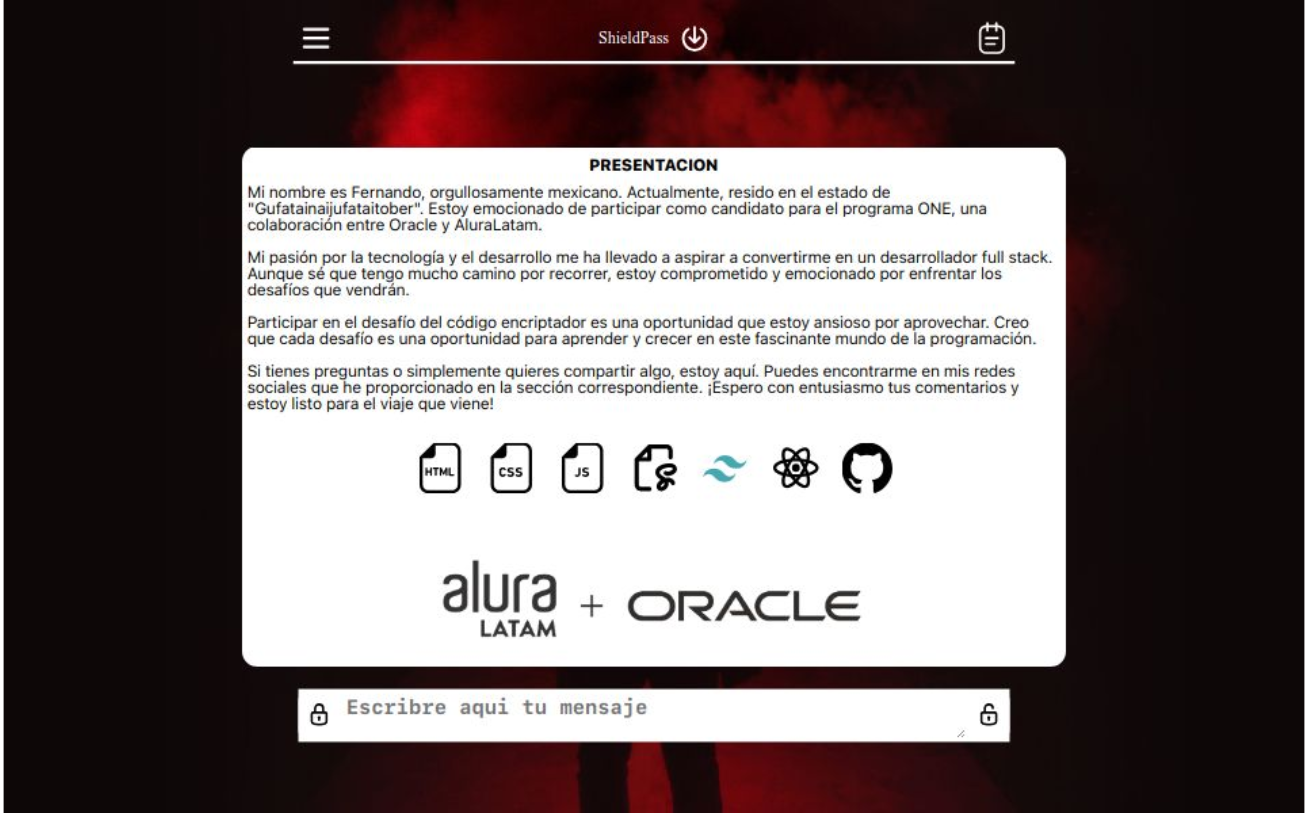 ShieldPass
PRESENTACION
Mi nombre es Fernando, orgullosamente mexicano. Actualmente, resido en el estado de
"Gufatainaijufataitober". Estoy emocionado de participar como candidato para el programa ONE, una
colaboración entre Oracle y AluraLatam.
Mi pasión por la tecnología y el desarrollo me ha llevado a aspirar a convertirme en un desarrollador full stack.
Aunque sé que tengo mucho camino por recorrer, estoy comprometido y emocionado por enfrentar los
desafíos que vendrán.
Participar en el desafío del código encriptador es una oportunidad que estoy ansioso por aprovechar. Creo
que cada desafío es una oportunidad para aprender y crecer en este fascinante mundo de la programación.
Si tienes preguntas o simplemente quieres compartir algo, estoy aquí. Puedes encontrarme en mis redes
sociales que he proporcionado en la sección correspondiente. ¡Espero con entusiasmo tus comentarios y
estoy listo para el viaje que viene!
HTML CSS JS
alura + ORACLE
LATAM
Escribre aqui tu mensaje